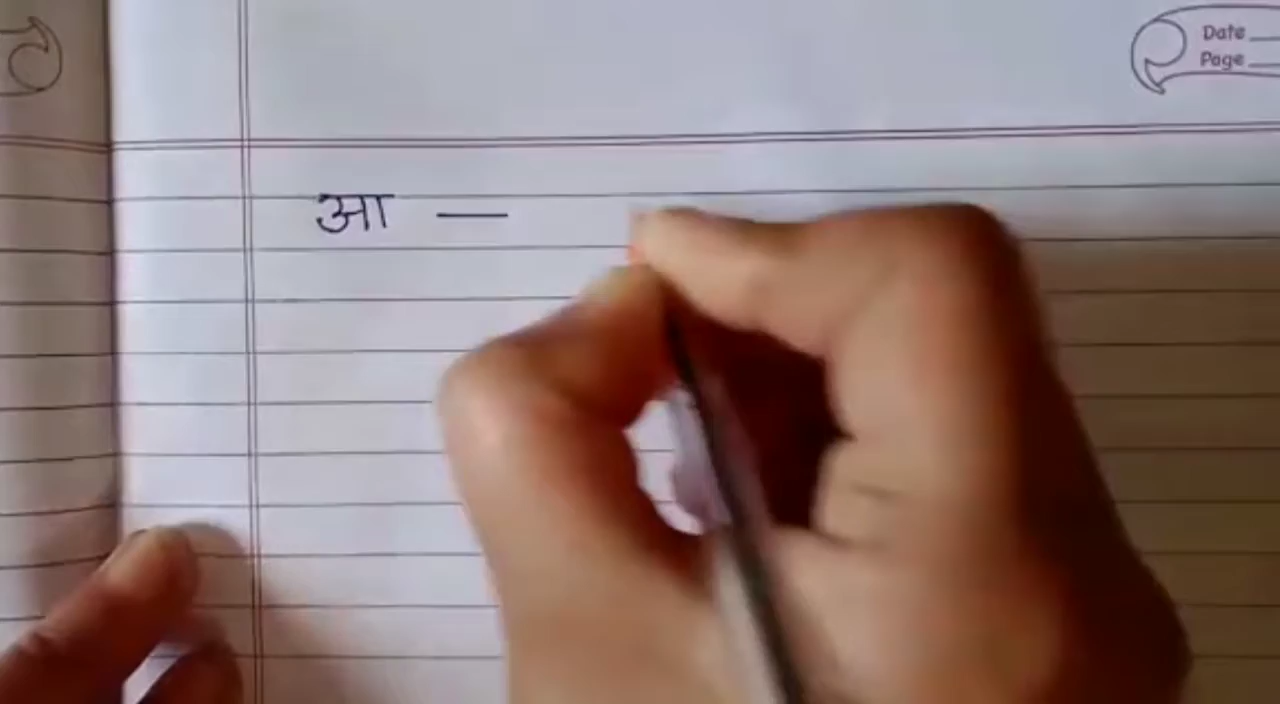 Date
Page
आ —